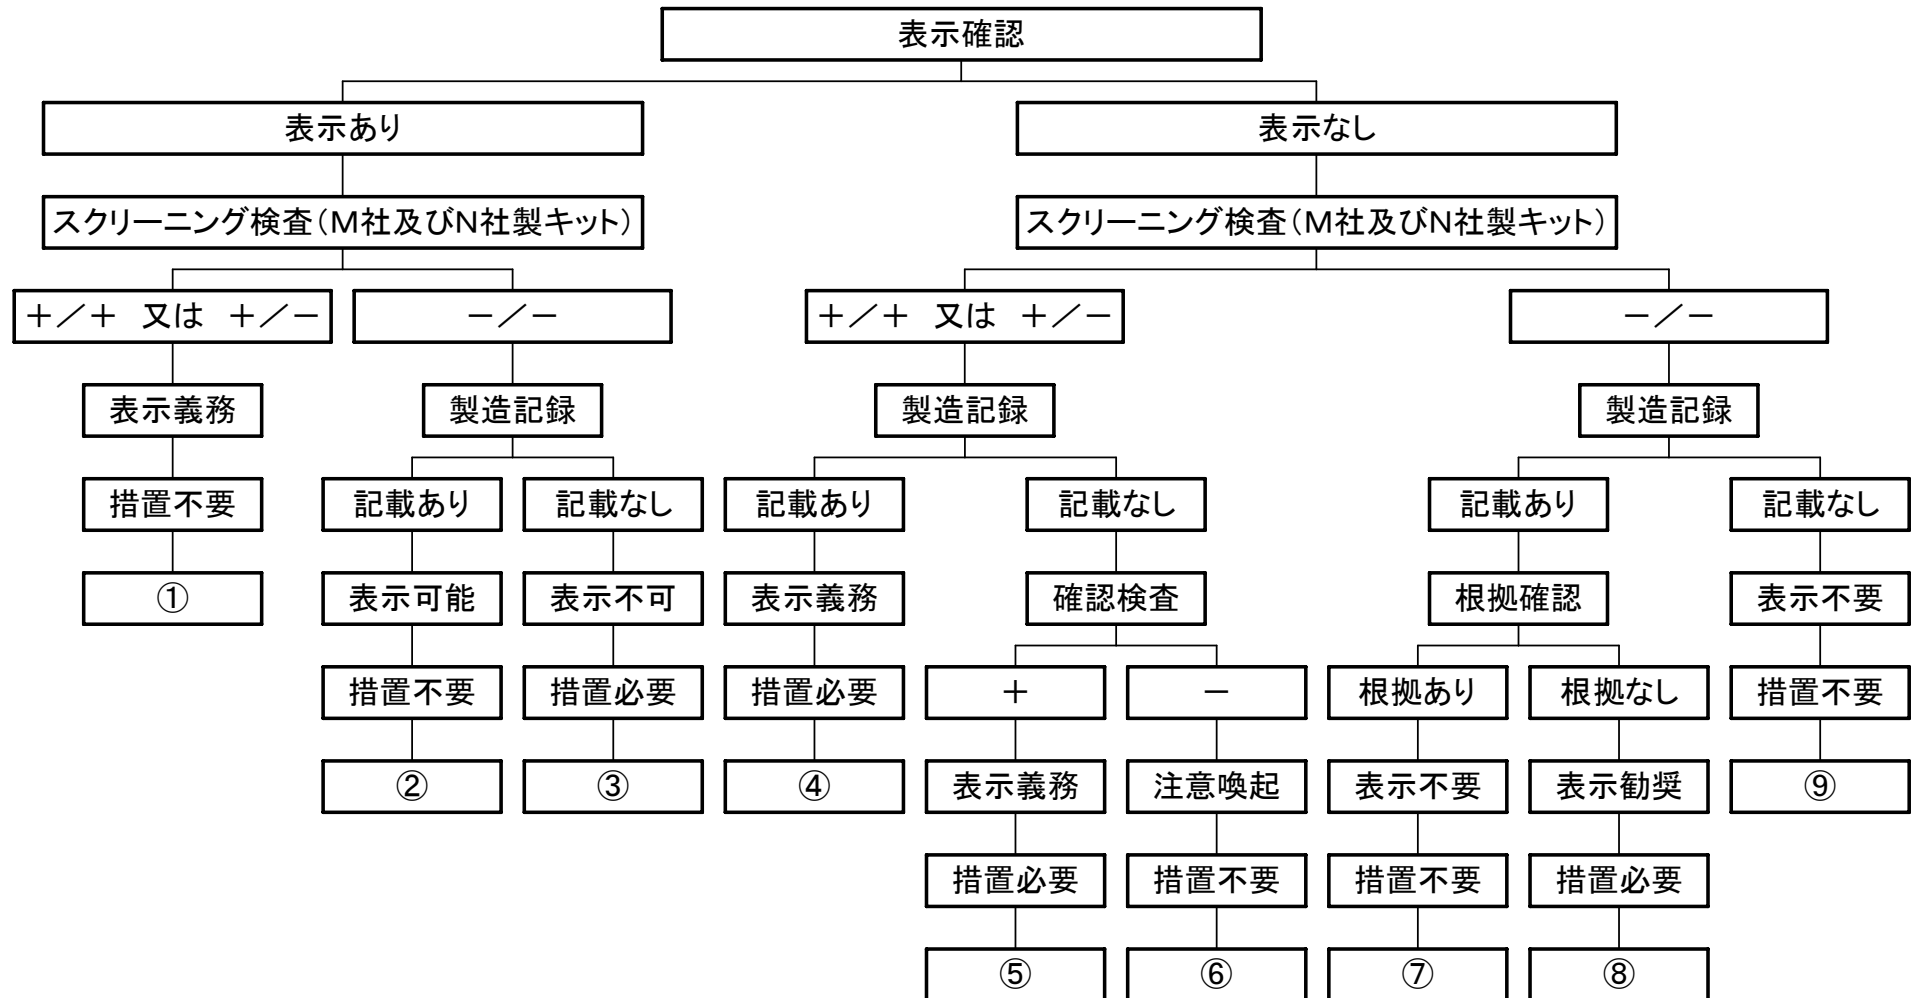 表示確認
表示あり
表示なし
スクリーニング検査（M社及びN社製キット）
スクリーニング検査（M社及びN社製キット）
＋／＋　又は　＋／－
－／－
＋／＋　又は　＋／－
－／－
表示義務
製造記録
製造記録
製造記録
措置不要
記載あり
記載なし
記載あり
記載なし
記載あり
記載なし
①
表示可能
表示不可
表示義務
確認検査
根拠確認
表示不要
措置不要
措置必要
措置必要
＋
－
根拠あり
根拠なし
措置不要
②
③
④
表示義務
注意喚起
表示不要
表示勧奨
⑨
措置必要
措置不要
措置不要
措置必要
⑤
⑥
⑦
⑧